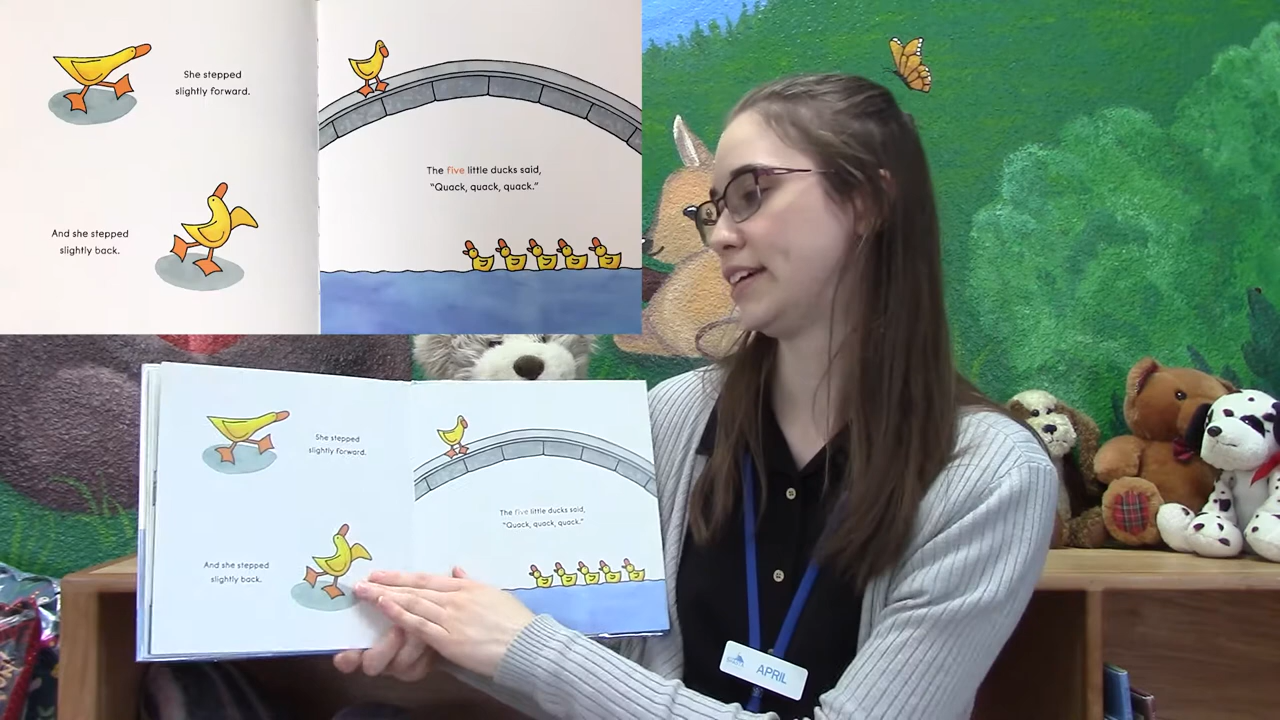 She stepped
slightly forward.
And she stepped
slightly back.
The five little ducks said,
“Quack, quack, quack.”
She stepped
slightly forward.
And she stepped
slightly back.
The five little ducks said,
“Quack, quack, quack.”
APRIL